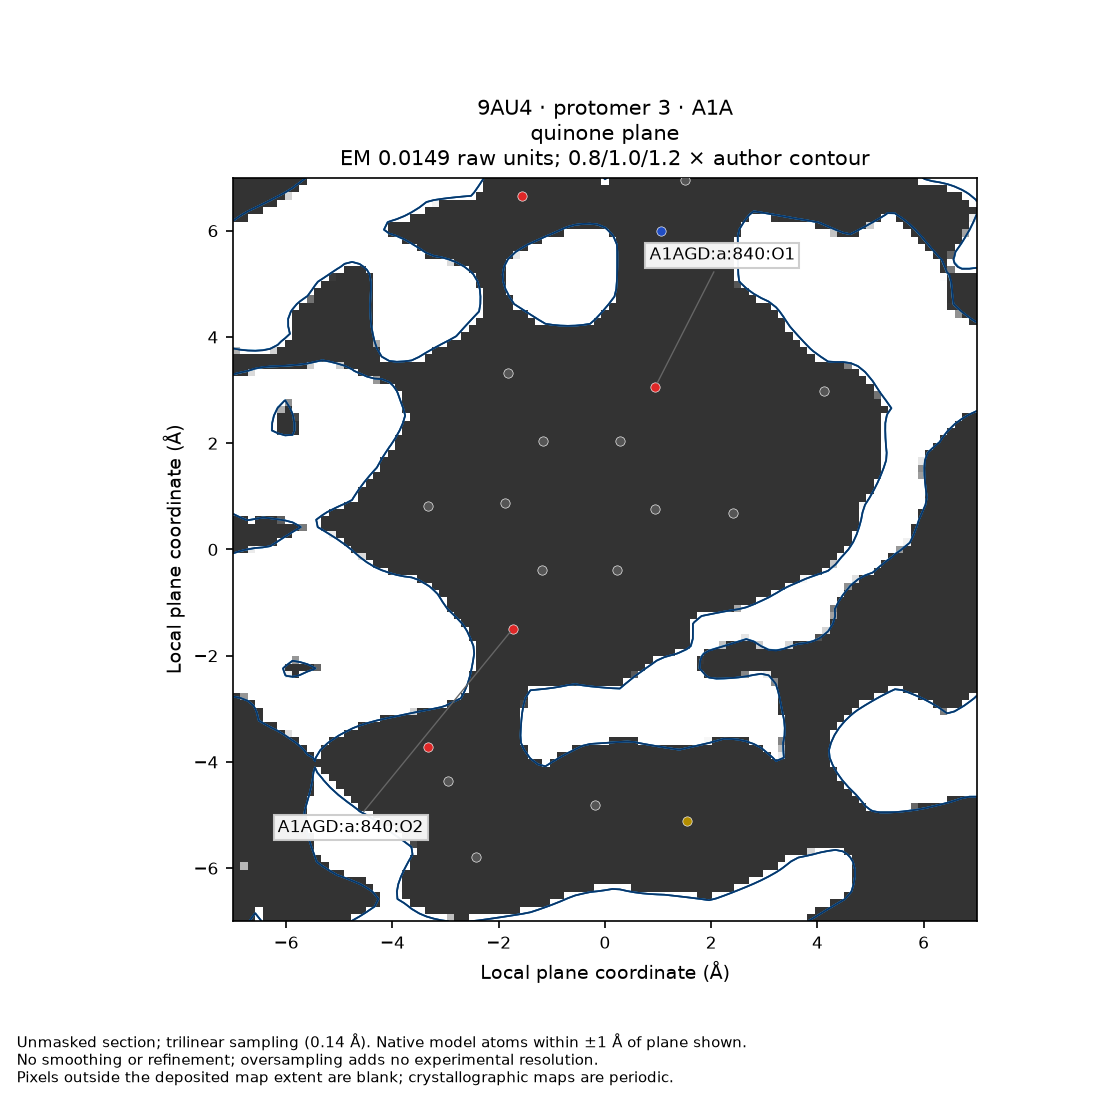 9AU4 · protomer 3 · A1A
quinone plane
EM 0.0149 raw units; 0.8/1.0/1.2 × author contour
A1AGD:a:840:O1
A1AGD:a:840:O2
6
4
2
0
−2
−4
−6
Local plane coordinate (Å)
−6 −4 −2 0 2 4 6
Local plane coordinate (Å)
Unmasked section; trilinear sampling (0.14 Å). Native model atoms within ±1 Å of plane shown.
No smoothing or refinement; oversampling adds no experimental resolution.
Pixels outside the deposited map extent are blank; crystallographic maps are periodic.